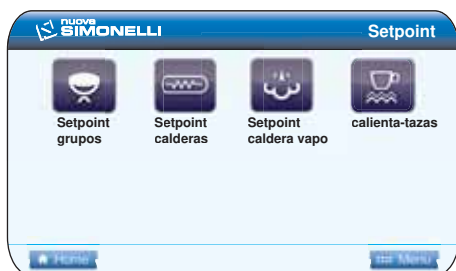 nuova
SIMONELLI
Setpoint
Setpoint
grupos
Setpoint
calderas
Setpoint
caldera vapo
calienta-tazas
Home
Menu